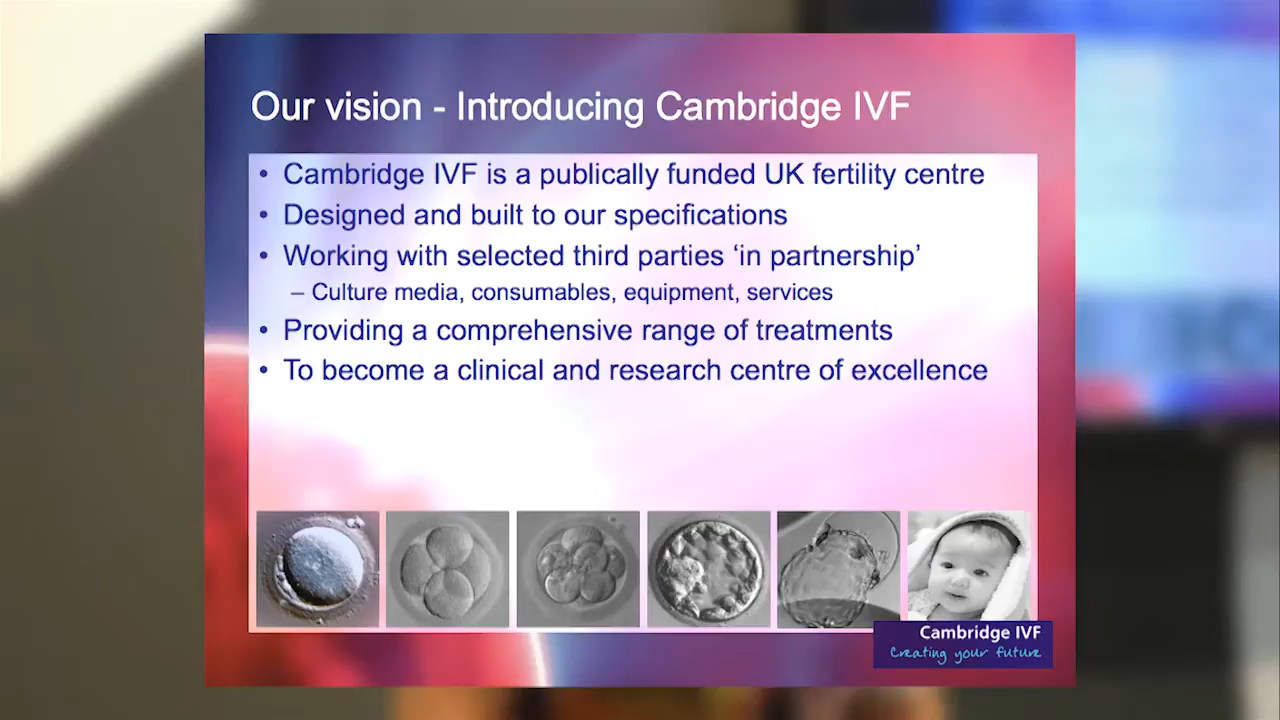 Our vision - Introducing Cambridge IVF
• Cambridge IVF is a publically funded UK fertility centre
• Designed and built to our specifications
• Working with selected third parties ‘in partnership’
– Culture media, consumables, equipment, services
• Providing a comprehensive range of treatments
• To become a clinical and research centre of excellence
Cambridge IVF
Creating your future